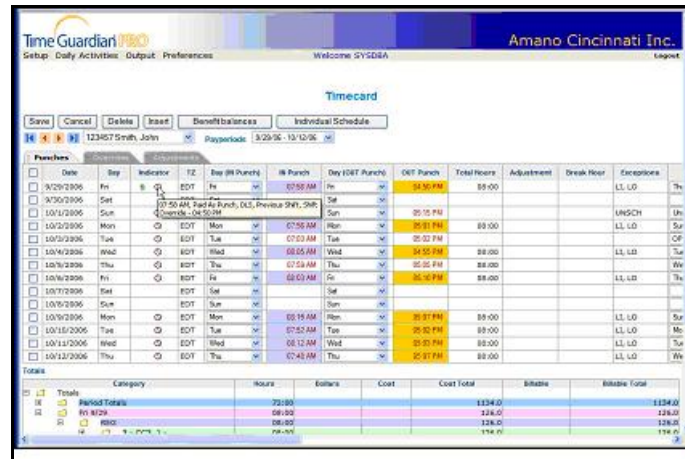 Time Guardian PRO
Amano Cincinnati Inc.
Setup Daily Activities Output Preferences Welcome SYSDBA Logout
Timecard
Save Cancel Delete Insert Benefit balances Individual Schedule
123457 Smith, John Payperiods 9/29/06 - 10/12/06
Punches Overview Adjustments
Date Day Indicator TZ Day (IN Punch) IN Punch Day (OUT Punch) OUT Punch Total Hours Adjustment Break Hour Exceptions
9/29/2006 Fri EDT Fri 07:50 AM Fri 04:50 PM 08:00 LI, LO
9/30/2006 Sat Sat
07:50 AM, Paid As Punch, DLS, Previous Shift, Shift
Override - 04:50 PM
10/1/2006 Sun Sun 05:15 PM UNSCH
10/2/2006 Mon EDT Mon 07:56 AM Mon 05:01 PM 08:00 LI, LO
10/3/2006 Tue EDT Tue 07:03 AM Tue 05:02 PM
10/4/2006 Wed EDT Wed 08:05 AM Wed 04:55 PM 08:00 LI, LO
10/5/2006 Thu EDT Thu 07:59 AM Thu 05:05 PM
10/6/2006 Fri EDT Fri 08:03 AM Fri 05:10 PM 08:00 LI, LO
10/7/2006 Sat EDT Sat Sat
10/8/2006 Sun EDT Sun Sun
10/9/2006 Mon EDT Mon Mon 05:07 PM 08:00 LI, LO
10/10/2006 Tue EDT Tue 07:52 AM Tue 05:02 PM 08:00 LI, LO
10/11/2006 Wed EDT Wed 08:12 AM Wed 08:00 LI, LO
10/12/2006 Thu EDT Thu 07:48 AM Thu 05:07 PM 08:00 LI, LO
Totals
Category Hours Dollars Cost Cost Total Billable Billable Total
Totals
Period Totals 72:00 1134.0 1134.0
Fri 9/29 08:00 126.0 126.0
REG 08:00 126.0 126.0
08:00 126.0 126.0